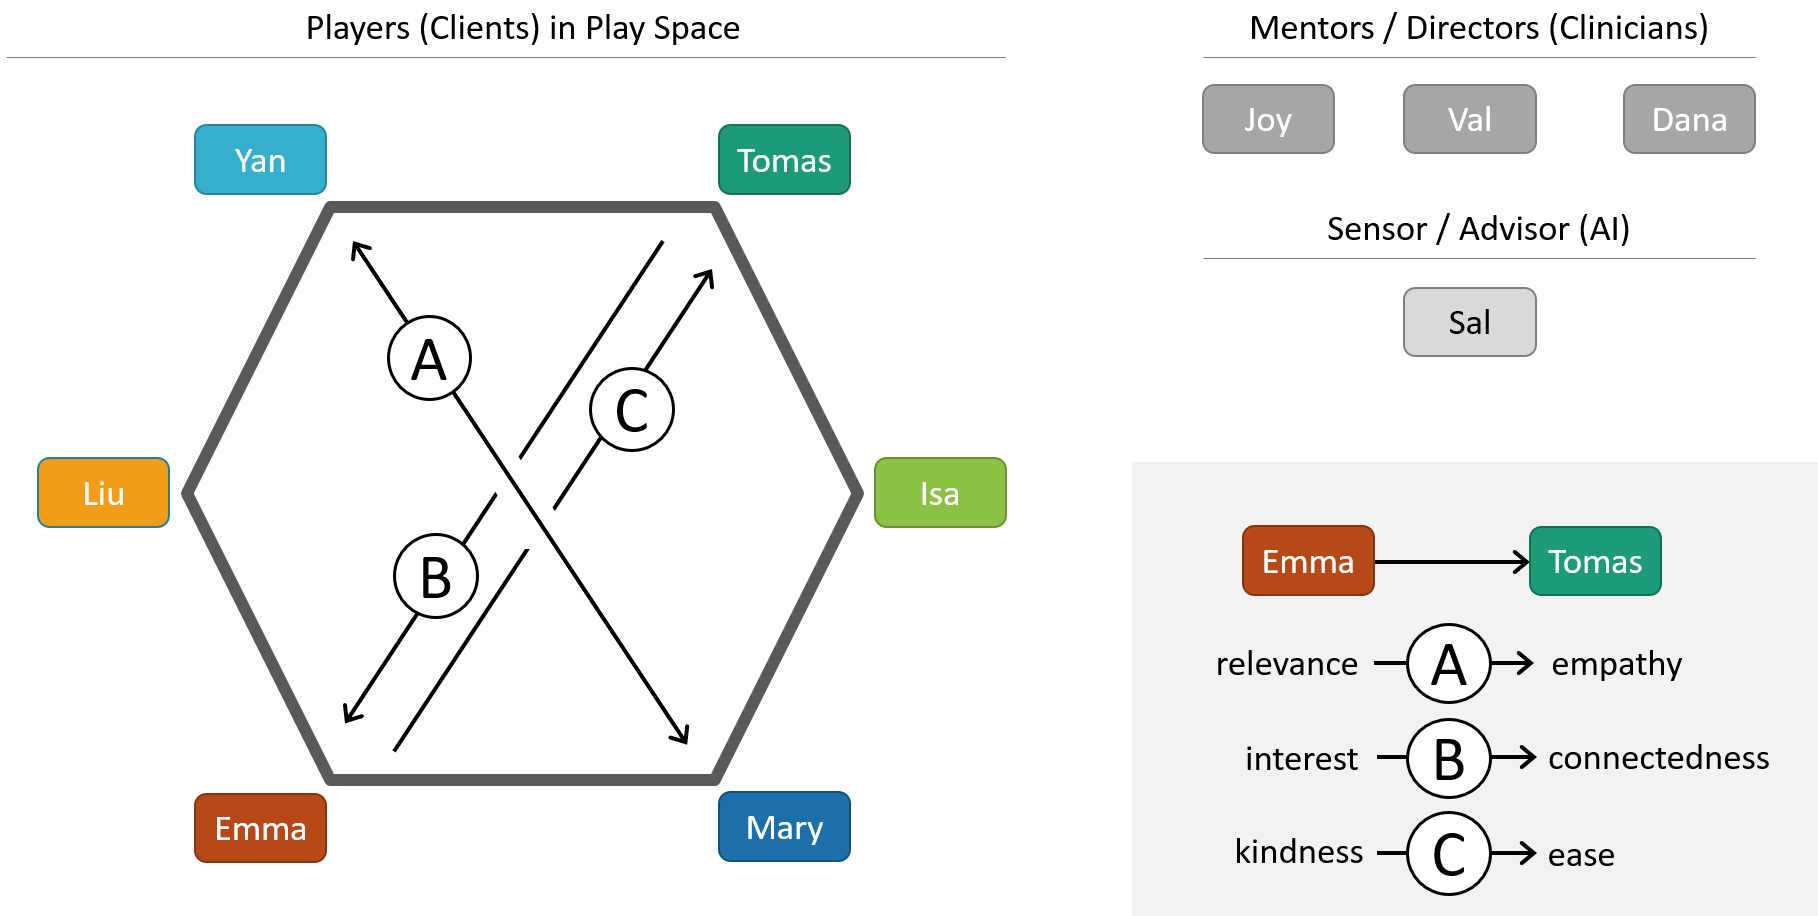 Players (Clients) in Play Space
Mentors / Directors (Clinicians)
Joy
Val
Dana
Yan
Tomas
Sensor / Advisor (AI)
Sal
A
C
Liu
Isa
B
Emma
Mary
Emma
Tomas
relevance A empathy
interest B connectedness
kindness C ease